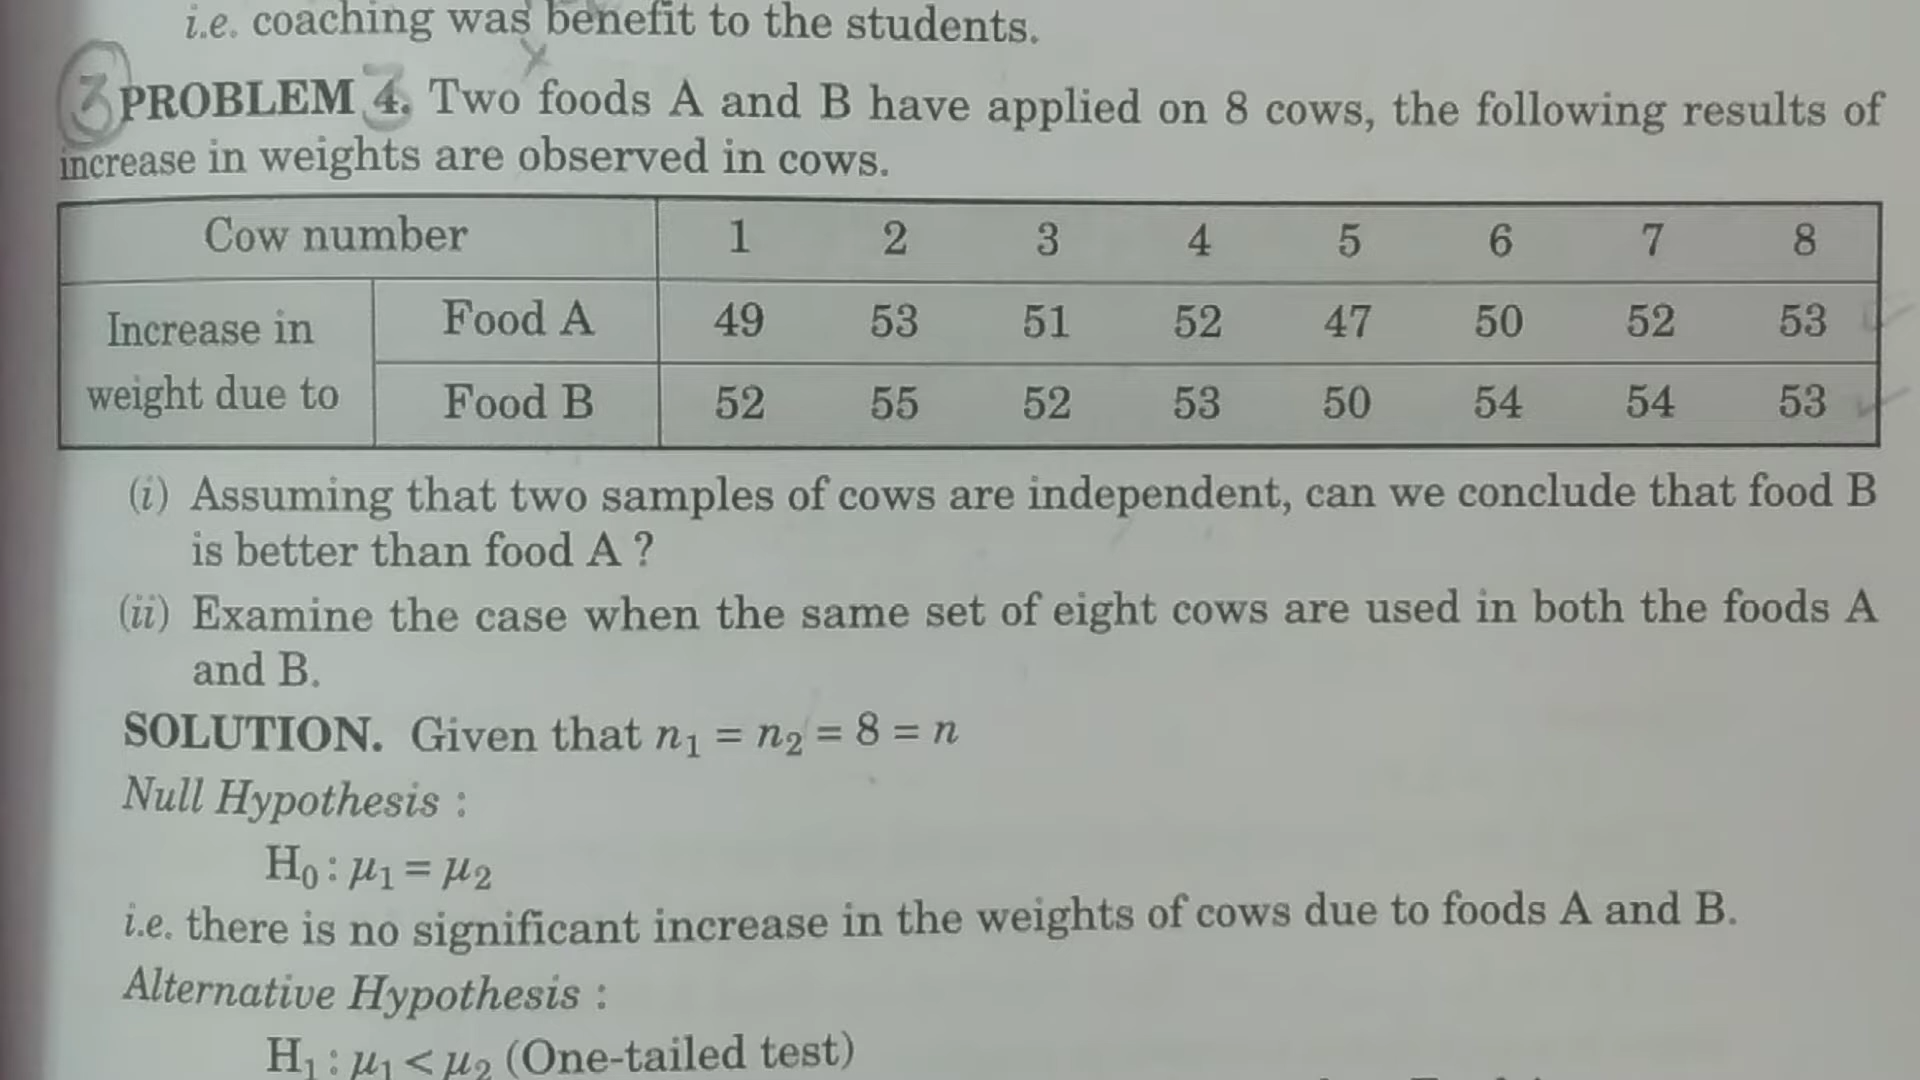 i.e. coaching was benefit to the students.
3 PROBLEM 4. Two foods A and B have applied on 8 cows, the following results of
increase in weights are observed in cows.
Cow number 1 2 3 4 5 6 7 8
Increase in weight due to Food A 49 53 51 52 47 50 52 53
Food B 52 55 52 53 50 54 54 53
(i) Assuming that two samples of cows are independent, can we conclude that food B
is better than food A ?
(ii) Examine the case when the same set of eight cows are used in both the foods A
and B.
SOLUTION. Given that n₁ = n₂ = 8 = n
Null Hypothesis :
H₀ : μ₁ = μ₂
i.e. there is no significant increase in the weights of cows due to foods A and B.
Alternative Hypothesis :
H₁ : μ₁ < μ₂ (One-tailed test)